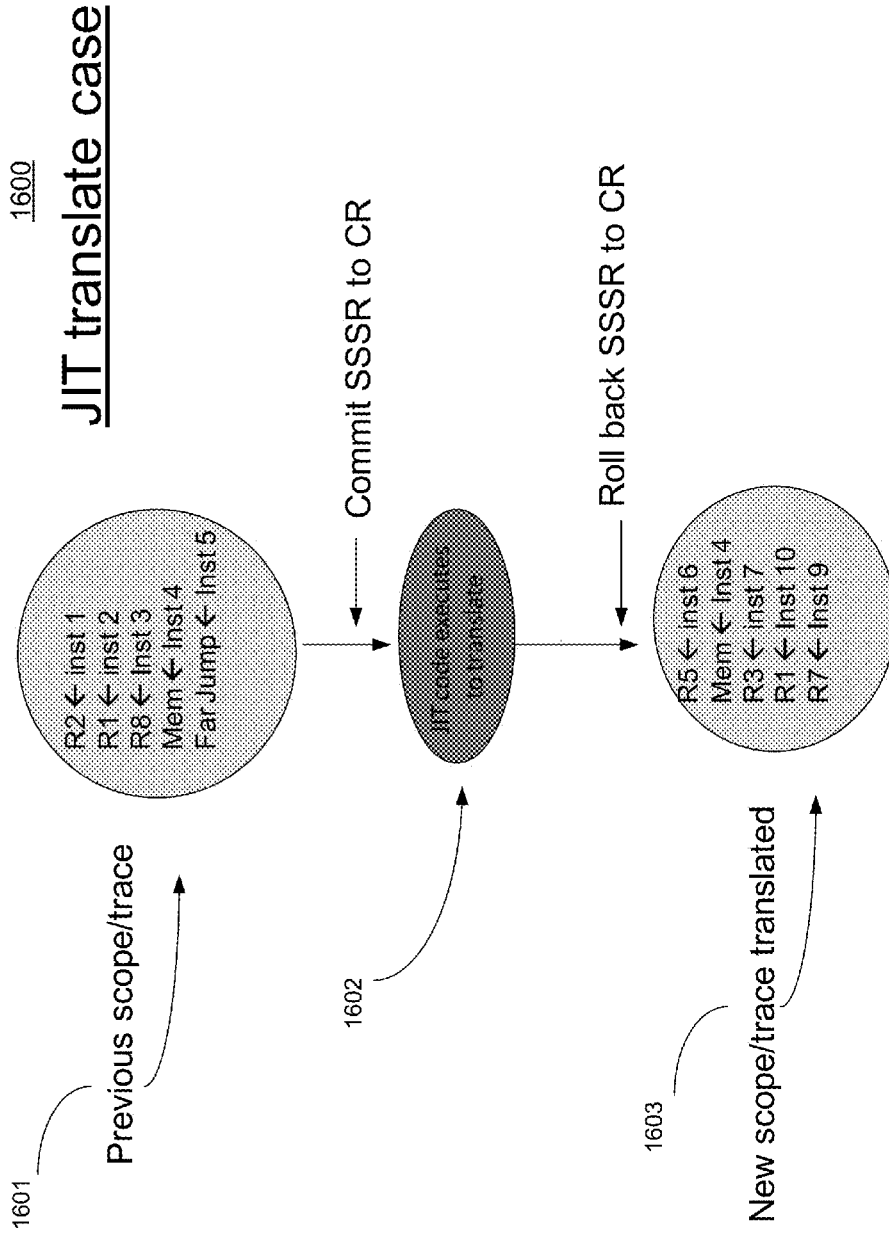 1600
JIT translate case
1601
Previous scope/trace
R2 ← inst 1
R1 ← inst 2
R8 ← Inst 3
Mem ← Inst 4
Far Jump ← Inst 5
Commit SSSR to CR
1602
JIT code executes
to translate
Roll back SSSR to CR
1603
New scope/trace translated
R5 ← inst 6
Mem ← Inst 4
R3 ← inst 7
R1 ← Inst 10
R7 ← Inst 9